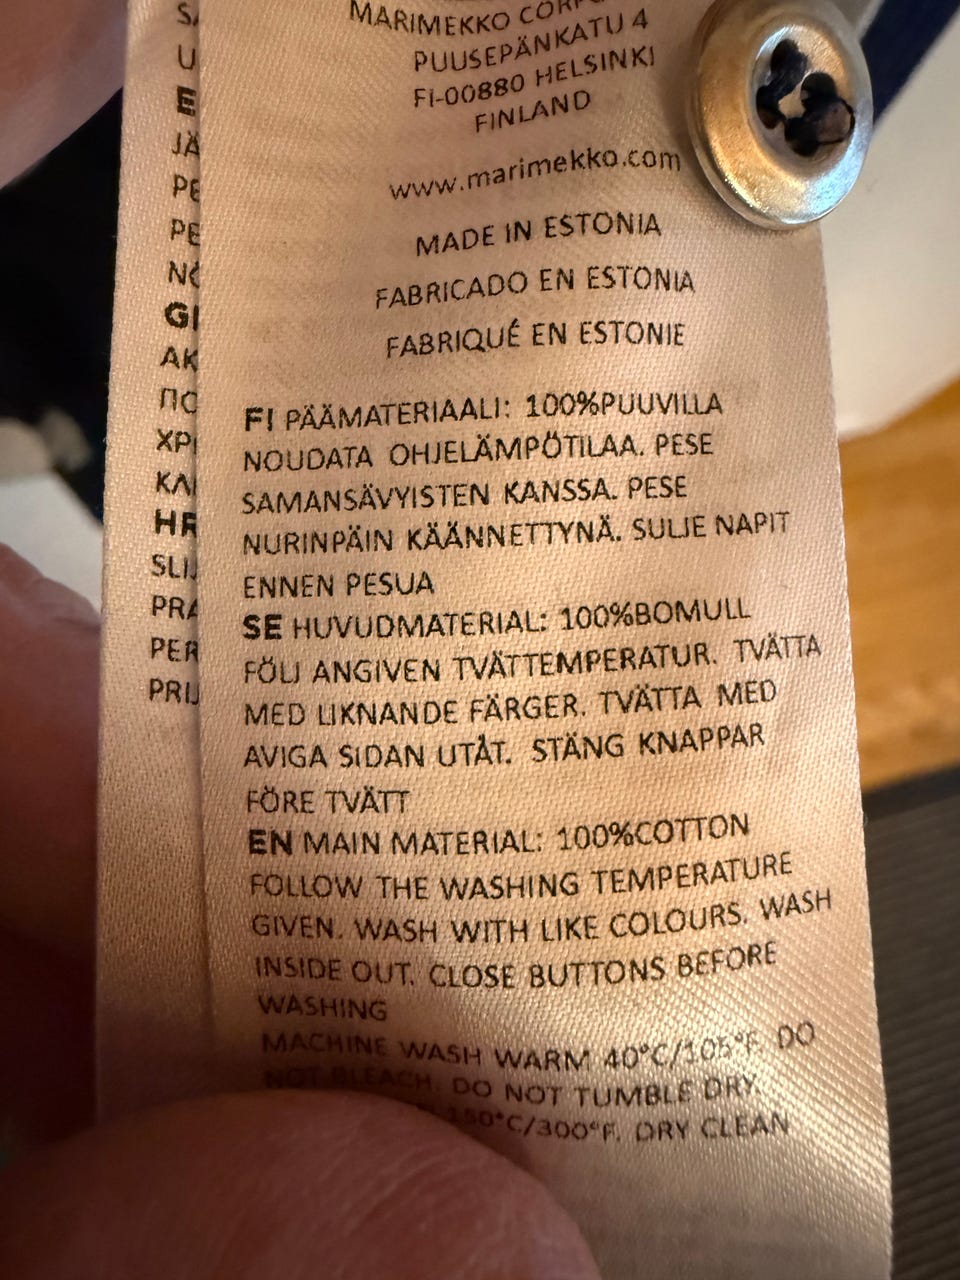 MARIMEKKO
PUUSEPÄNKATU 4
FI-00880 HELSINKI
FINLAND
www.marimekko.com
MADE IN ESTONIA
FABRICADO EN ESTONIA
FABRIQUÉ EN ESTONIE
FI PÄÄMATERIAALI: 100%PUUVILLA
NOUDATA OHJELÄMPÖTILAA. PESE
SAMANSÄVYISTEN KANSSA. PESE
NURINPÄIN KÄÄNNETTYNÄ. SULJE NAPIT
ENNEN PESUA
SE HUVUDMATERIAL: 100%BOMULL
FÖLJ ANGIVEN TVÄTTEMPERATUR. TVÄTTA
MED LIKNANDE FÄRGER. TVÄTTA MED
AVIGA SIDAN UTÅT. STÄNG KNAPPAR
FÖRE TVÄTT
EN MAIN MATERIAL: 100%COTTON
FOLLOW THE WASHING TEMPERATURE
GIVEN. WASH WITH LIKE COLOURS. WASH
INSIDE OUT. CLOSE BUTTONS BEFORE
WASHING
MACHINE WASH WARM 40°C/105°F. DO
NOT BLEACH. DO NOT TUMBLE DRY.
150°C/300°F. DRY CLEAN